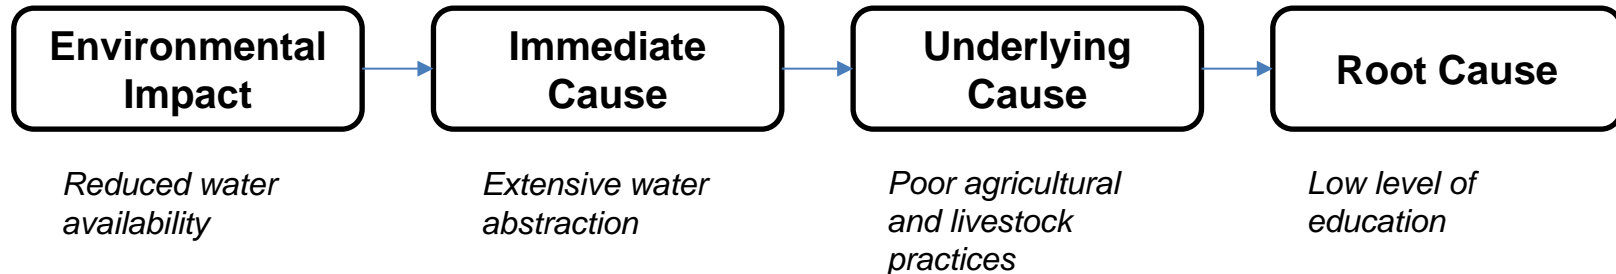 Environmental
Impact
Immediate
Cause
Underlying
Cause
Root Cause
Reduced water
availability
Extensive water
abstraction
Poor agricultural
and livestock
practices
Low level of
education